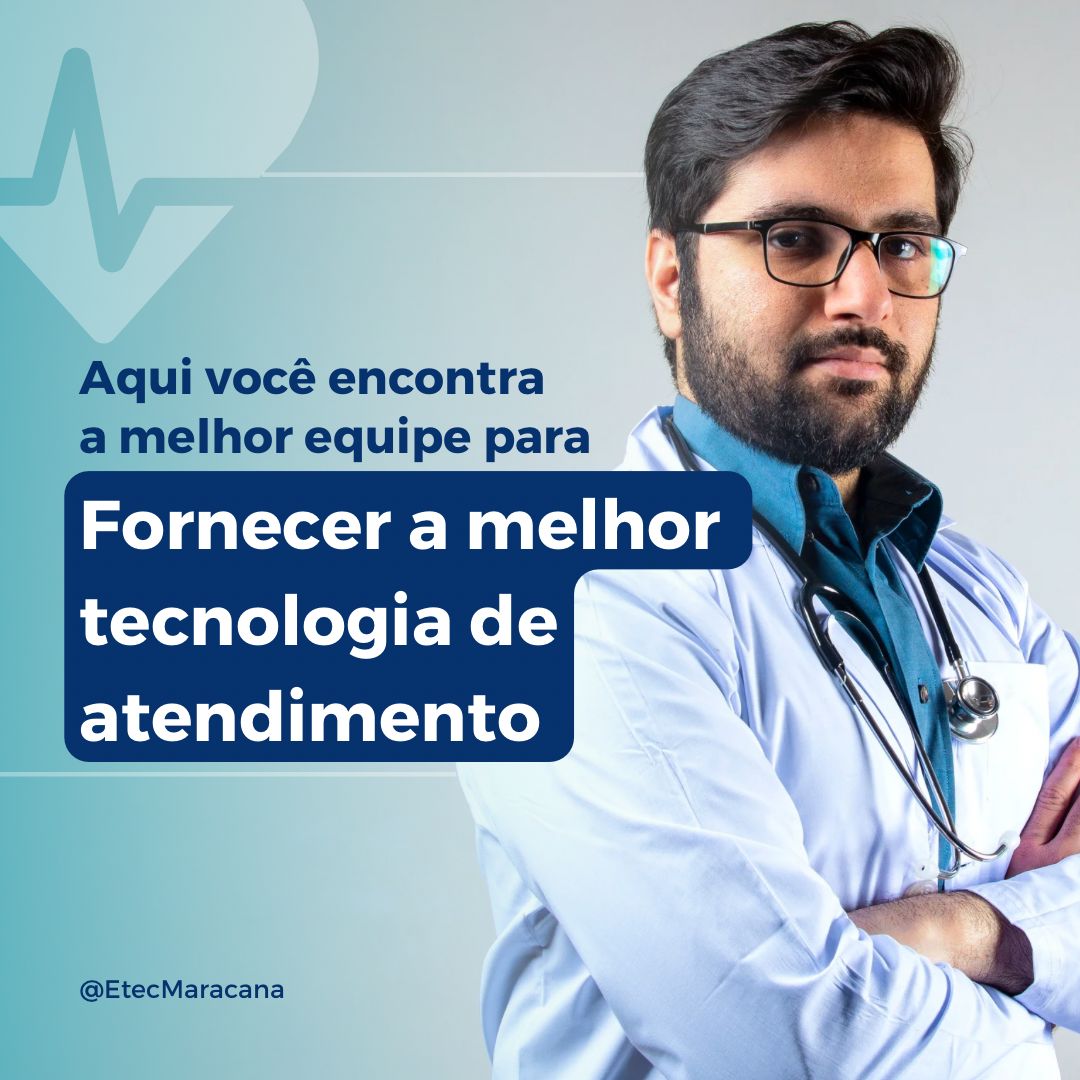 Aqui você encontra
a melhor equipe para
Fornecer a melhor
tecnologia de
atendimento
@EtecMaracana